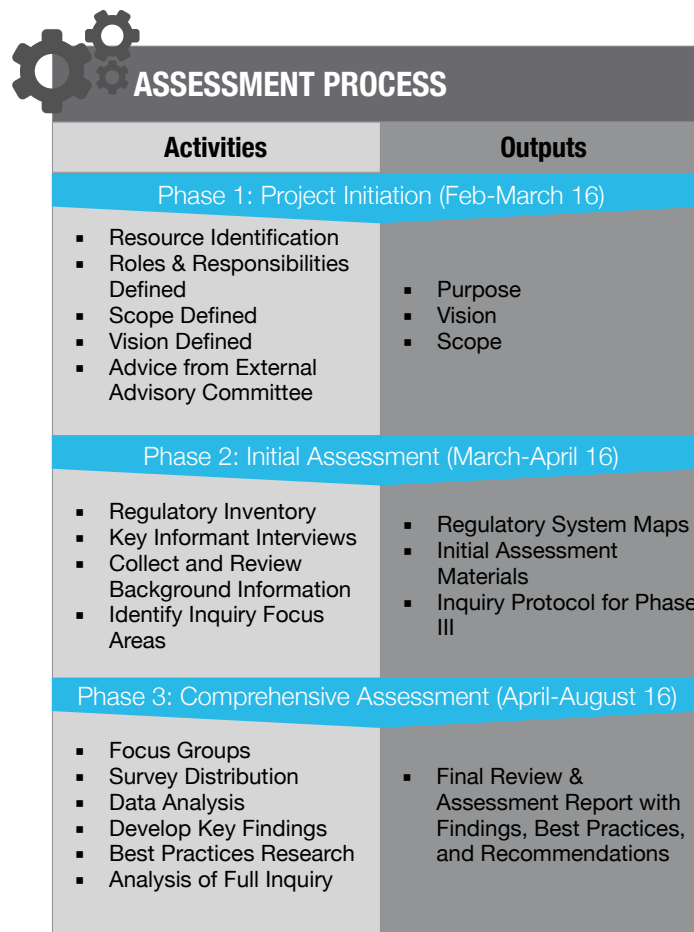 ASSESSMENT PROCESS
Activities
Outputs
Phase 1: Project Initiation (Feb-March 16)
▪ Resource Identification
▪ Roles & Responsibilities
Defined
▪ Scope Defined
▪ Vision Defined
▪ Advice from External
Advisory Committee
▪ Purpose
▪ Vision
▪ Scope
Phase 2: Initial Assessment (March-April 16)
▪ Regulatory Inventory
▪ Key Informant Interviews
▪ Collect and Review
Background Information
▪ Identify Inquiry Focus
Areas
▪ Regulatory System Maps
▪ Initial Assessment
Materials
▪ Inquiry Protocol for Phase
III
Phase 3: Comprehensive Assessment (April-August 16)
▪ Focus Groups
▪ Survey Distribution
▪ Data Analysis
▪ Develop Key Findings
▪ Best Practices Research
▪ Analysis of Full Inquiry
▪ Final Review &
Assessment Report with
Findings, Best Practices,
and Recommendations